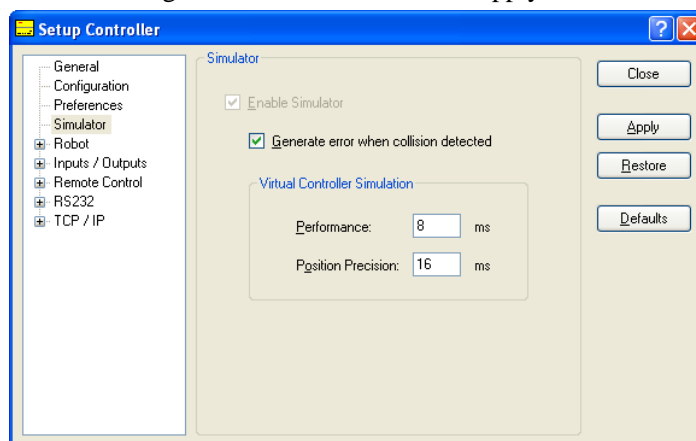 Setup Controller
General
Configuration
Preferences
Simulator
Robot
Inputs / Outputs
Remote Control
RS232
TCP / IP
Simulator
Enable Simulator
Generate error when collision detected
Virtual Controller Simulation
Performance: 8 ms
Position Precision: 16 ms
Close
Apply
Restore
Defaults